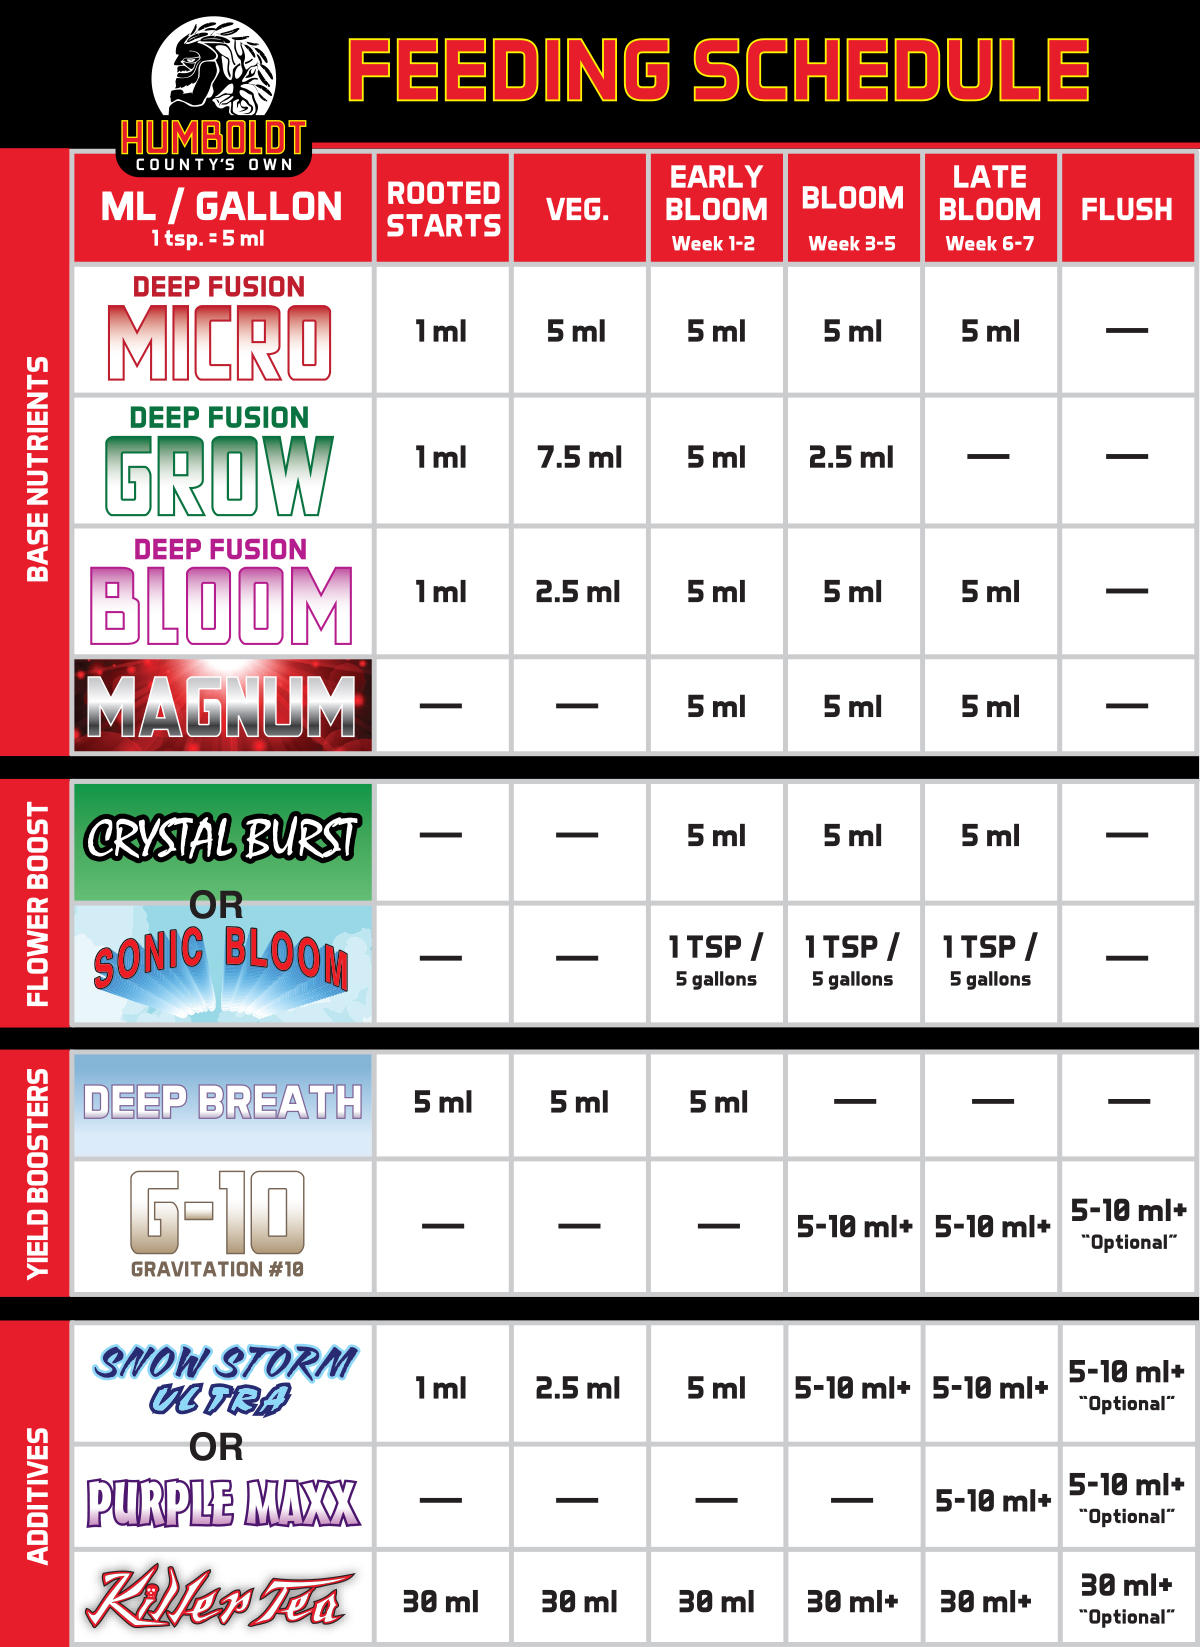 FEEDING SCHEDULE
HUMBOLDT
COUNTY'S OWN
ML / GALLON
1 tsp. = 5 ml
ROOTED
STARTS
VEG.
EARLY
BLOOM
Week 1-2
BLOOM
Week 3-5
LATE
BLOOM
Week 6-7
FLUSH
BASE NUTRIENTS
DEEP FUSION
MICRO
1 ml 5 ml 5 ml 5 ml 5 ml —
DEEP FUSION
GROW
1 ml 7.5 ml 5 ml 2.5 ml — —
DEEP FUSION
BLOOM
1 ml 2.5 ml 5 ml 5 ml 5 ml —
MAGNUM
— — 5 ml 5 ml 5 ml —
FLOWER BOOST
CRYSTAL BURST
— — 5 ml 5 ml 5 ml —
OR
SONIC BLOOM
— — 1 TSP / 1 TSP / 1 TSP / —
5 gallons 5 gallons 5 gallons
YIELD BOOSTERS
DEEP BREATH
5 ml 5 ml 5 ml — — —
G-10
GRAVITATION #10
— — — 5-10 ml+ 5-10 ml+ 5-10 ml+
"Optional"
ADDITIVES
SNOW STORM
ULTRA
1 ml 2.5 ml 5 ml 5-10 ml+ 5-10 ml+ 5-10 ml+
"Optional"
OR
PURPLE MAXX
— — — — 5-10 ml+ 5-10 ml+
"Optional"
Killer Tea
30 ml 30 ml 30 ml 30 ml+ 30 ml+ 30 ml+
"Optional"